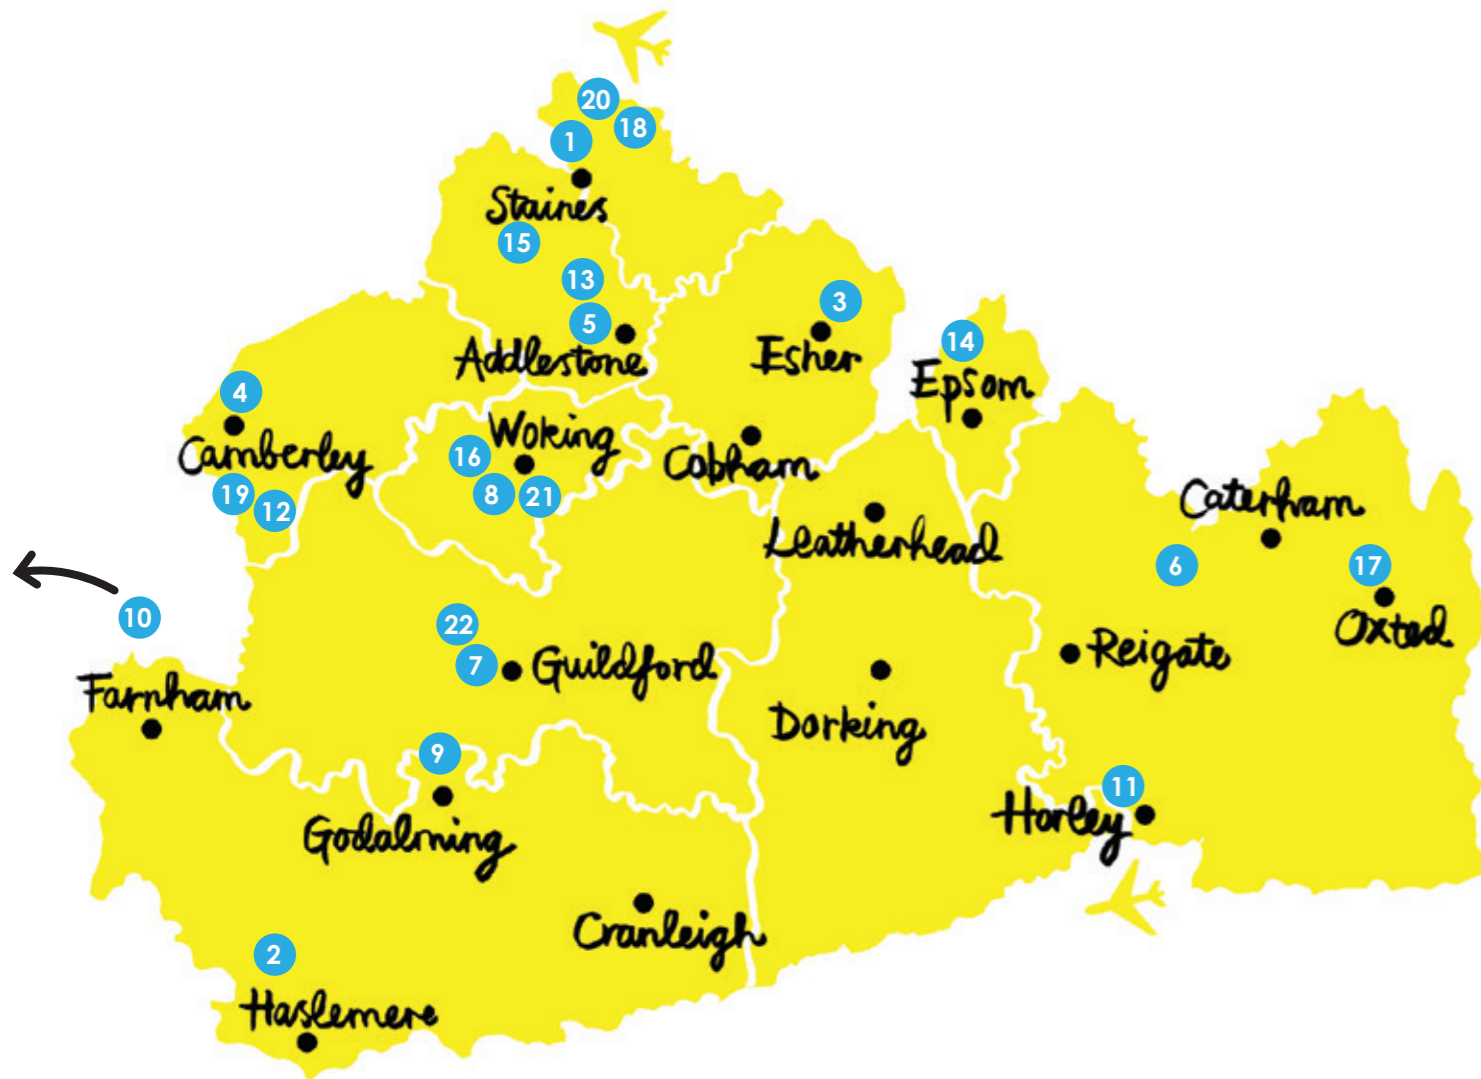 20
18
1
Staines
15
13
3
5
Addlestone
Esher
14
Epsom
4
Camberley
Woking
16
Cobham
19
12
8
21
Caterham
Leatherhead
6
17
Oxted
10
22
7
Guildford
Reigate
Farnham
Dorking
9
11
Godalming
Horley
Cranleigh
2
Haslemere